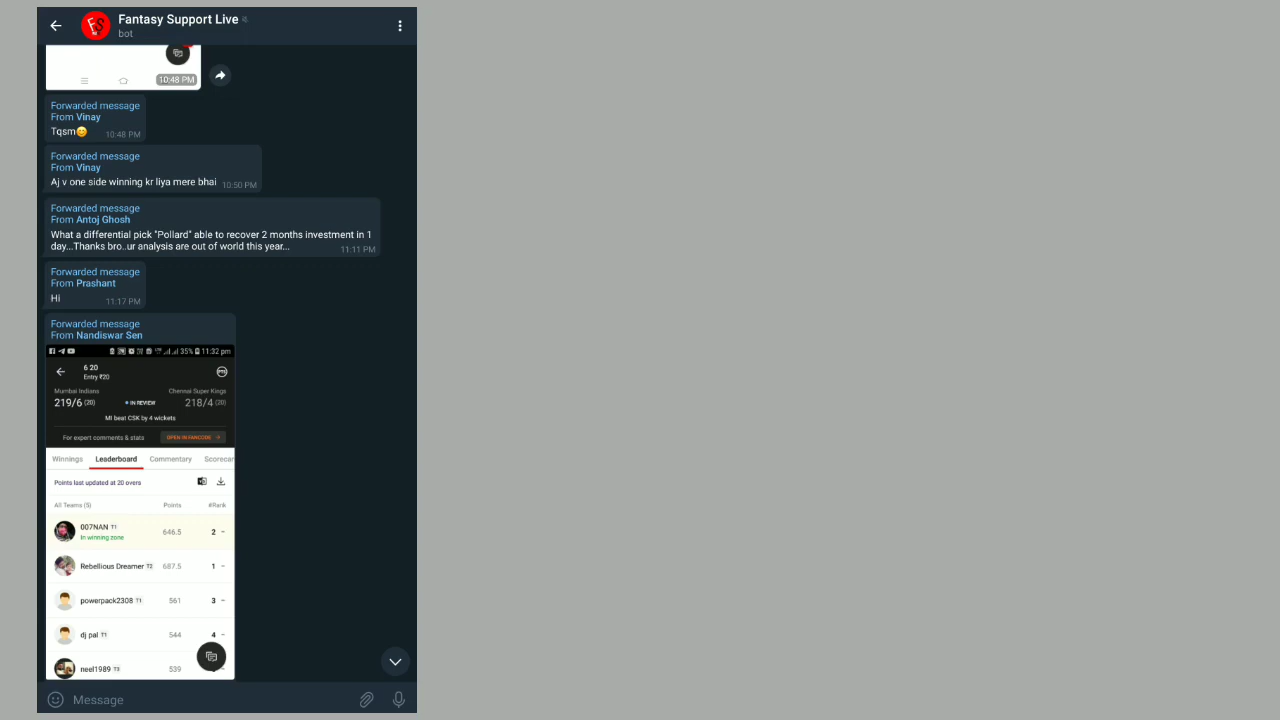 Fantasy Support Live
bot
10:48 PM
Forwarded message
From Vinay
Tqsm😊 10:48 PM
Forwarded message
From Vinay
Aj v one side winning kr liya mere bhai 10:50 PM
Forwarded message
From Antoj Ghosh
What a differential pick "Pollard" able to recover 2 months investment in 1
day...Thanks bro..ur analysis are out of world this year...
11:11 PM
Forwarded message
From Prashant
Hi 11:17 PM
Forwarded message
From Nandiswar Sen
35% 11:32 pm
6 20
Entry ₹20
Mumbai Indians Chennai Super Kings
219/6 (20) IN REVIEW 218/4 (20)
MI beat CSK by 4 wickets
For expert comments & stats OPEN IN FANCODE
Winnings Leaderboard Commentary Scorecar
Points last updated at 20 overs
All Teams (5) Points #Rank
007NAN T1 646.5 2
In winning zone
Rebellious Dreamer T2 687.5 1
powerpack2308 T1 561 3
dj pal T1 544 4
neel1989 T3 539
Message